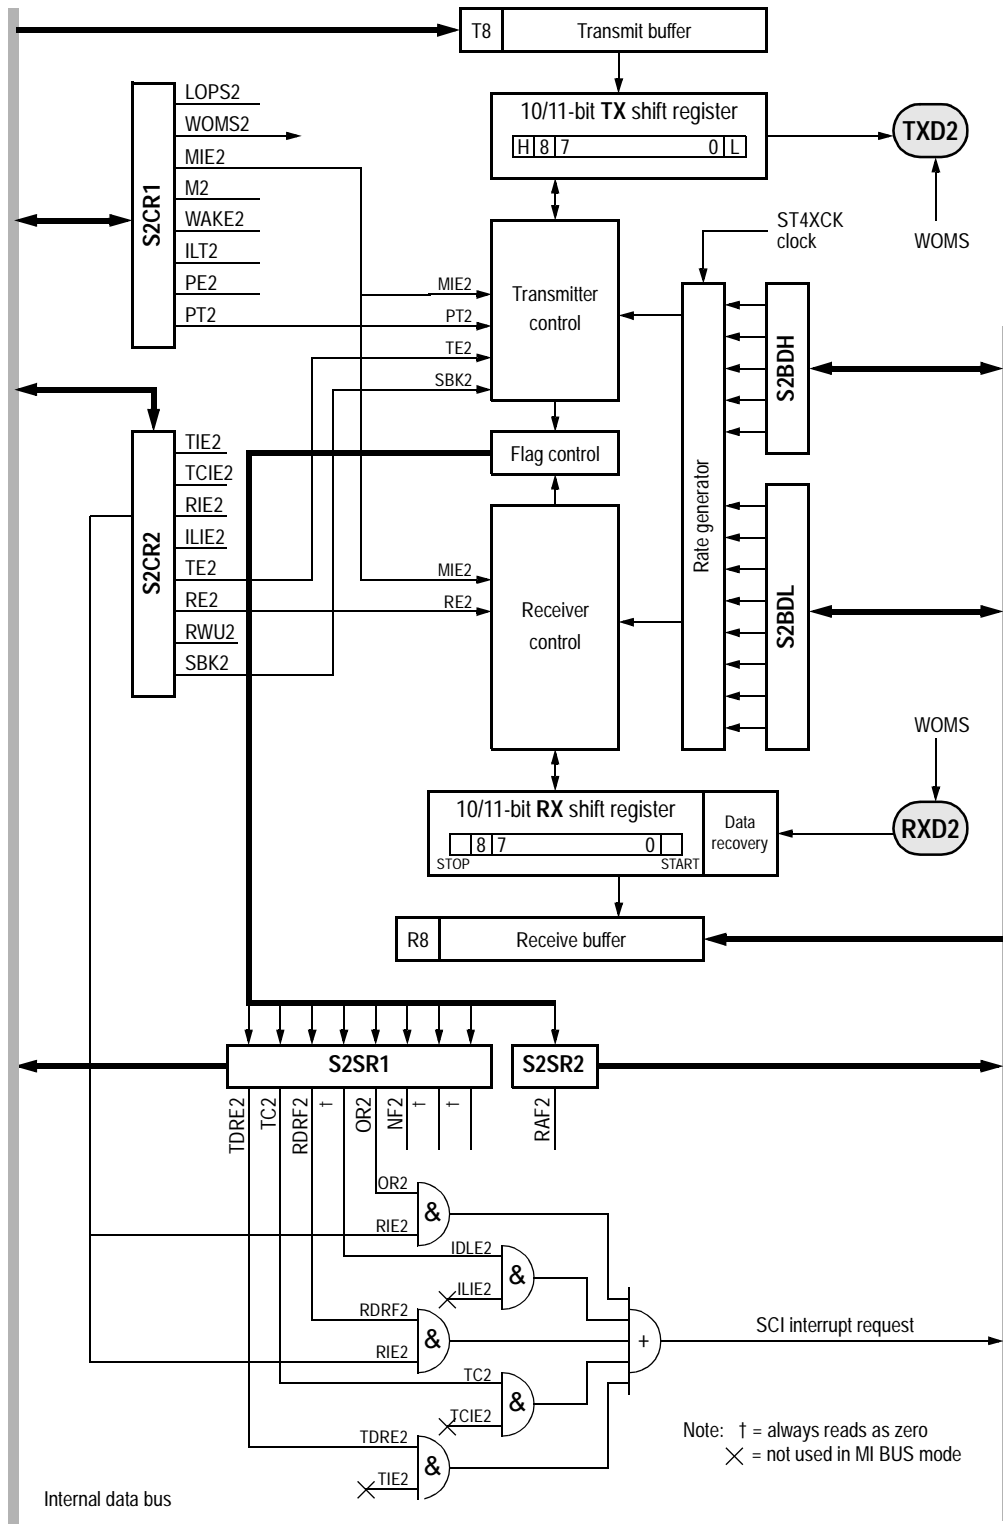 T8 Transmit buffer
10/11-bit TX shift register
H 8 7 0 L
TXD2
WOMS
ST4XCK
clock
S2CR1
LOPS2
WOMS2
MIE2
M2
WAKE2
ILT2
PE2
PT2
MIE2
PT2
TE2
SBK2
Transmitter
control
Rate generator
S2BDH
S2BDL
S2CR2
TIE2
TCIE2
RIE2
ILIE2
TE2
RE2
RWU2
SBK2
Flag control
MIE2
RE2
Receiver
control
WOMS
RXD2
10/11-bit RX shift register
8 7 0
STOP START
Data
recovery
R8 Receive buffer
S2SR1
S2SR2
TDRE2
TC2
RDRF2
†
OR2
NF2
†
†
RAF2
OR2
RIE2
&
IDLE2
ILIE2
&
RDRF2
RIE2
&
TC2
TCIE2
&
TDRE2
TIE2
&
+
SCI interrupt request
Note: † = always reads as zero
= not used in MI BUS mode
Internal data bus